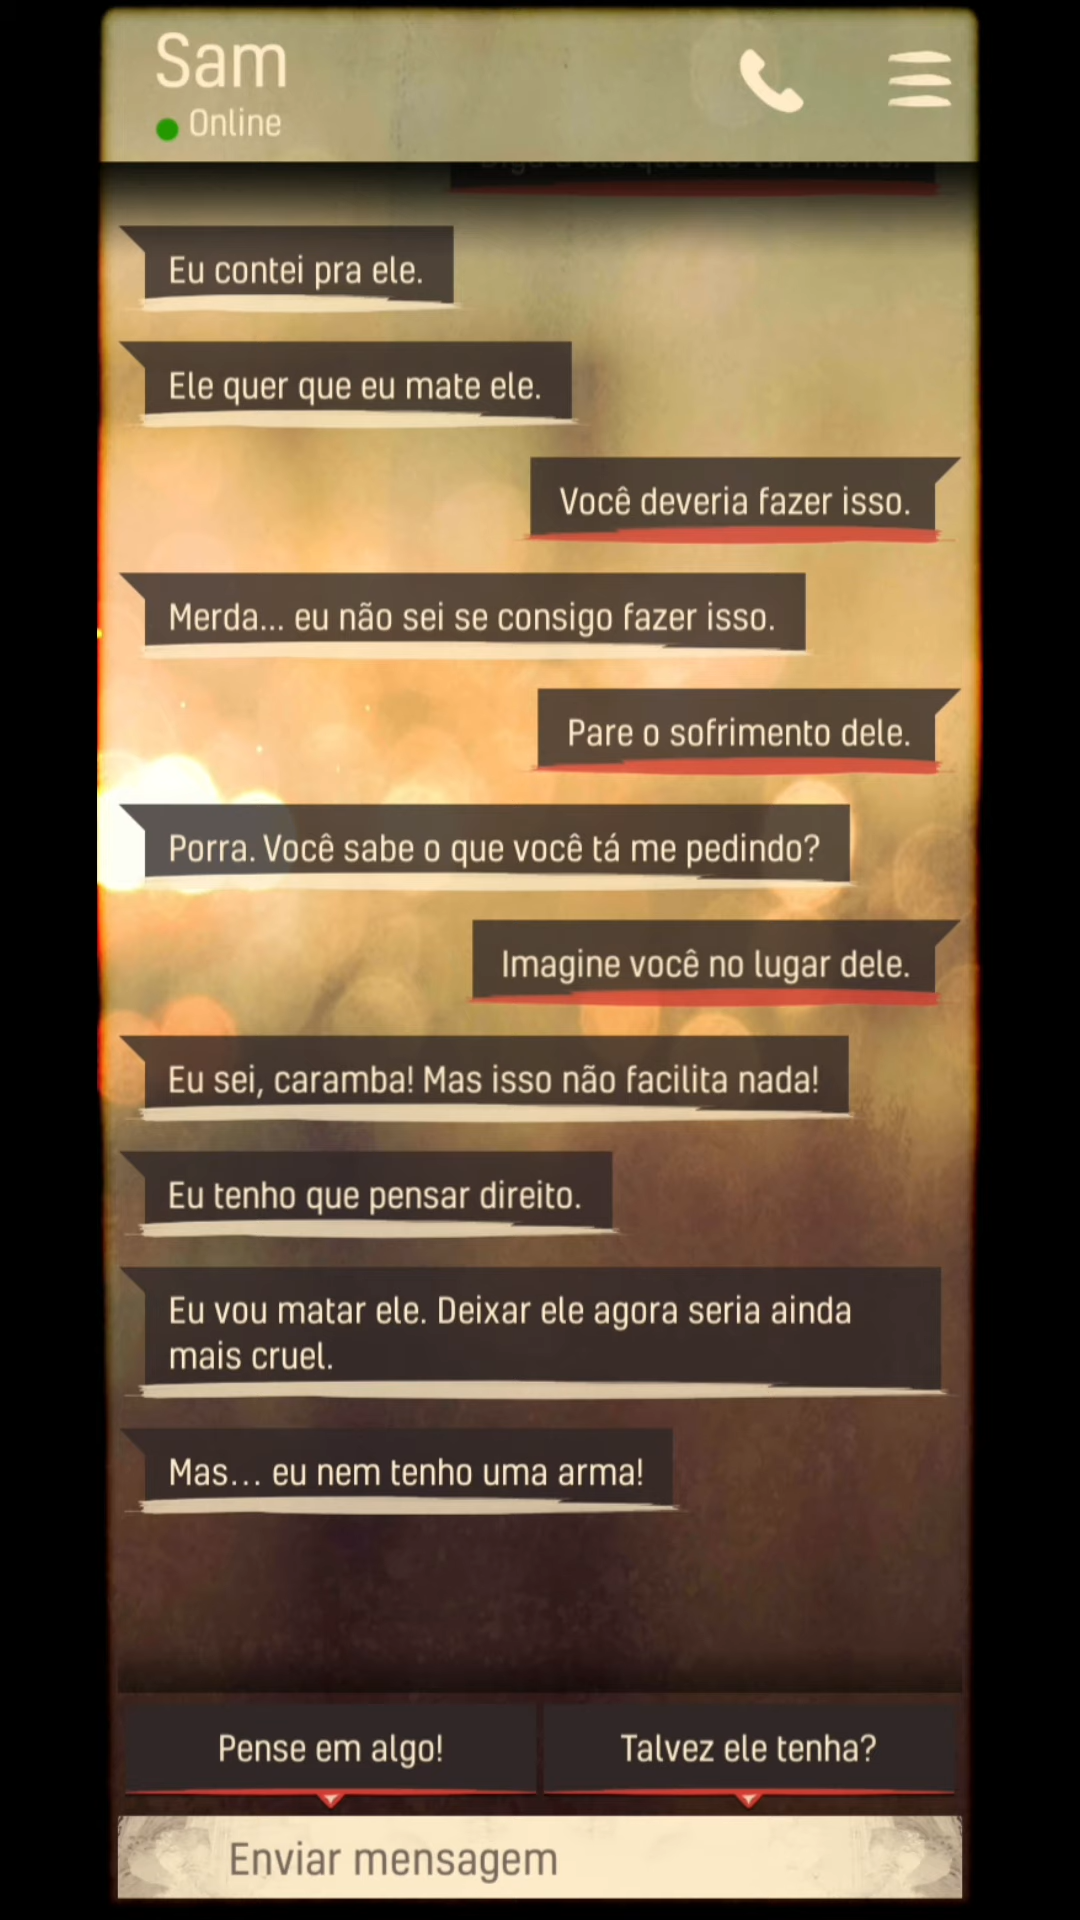 Sam
Online
Eu contei pra ele.
Ele quer que eu mate ele.
Você deveria fazer isso.
Merda... eu não sei se consigo fazer isso.
Pare o sofrimento dele.
Porra. Você sabe o que você tá me pedindo?
Imagine você no lugar dele.
Eu sei, caramba! Mas isso não facilita nada!
Eu tenho que pensar direito.
Eu vou matar ele. Deixar ele agora seria ainda
mais cruel.
Mas... eu nem tenho uma arma!
Pense em algo!
Talvez ele tenha?
Enviar mensagem